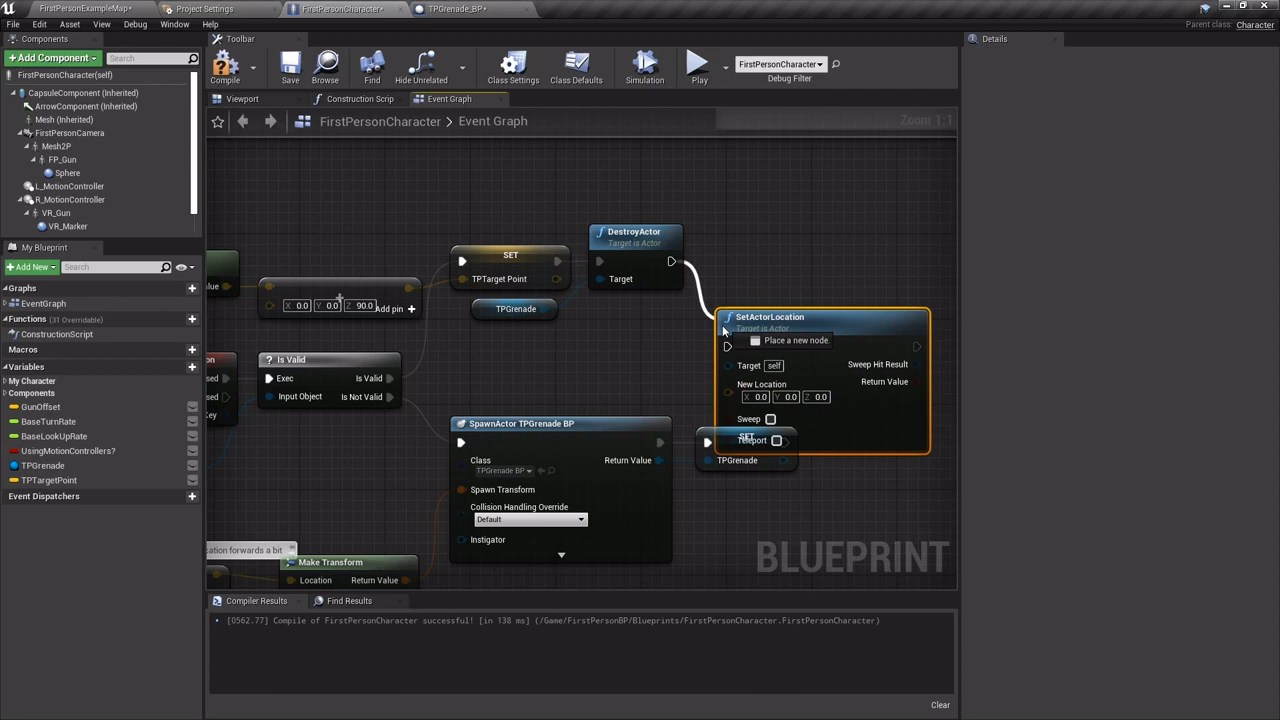 FirstPersonExampleMap*
Project Settings
FirstPersonCharacter*
TPGrenade_BP*
File Edit Asset View Debug Window Help
Parent class: Character
Components
Toolbar
Details
+ Add Component
Search
Compile
Save
Browse
Find
Hide Unrelated
Class Settings
Class Defaults
Simulation
Play
FirstPersonCharacter
Debug Filter
FirstPersonCharacter(self)
CapsuleComponent (Inherited)
ArrowComponent (Inherited)
Mesh (Inherited)
FirstPersonCamera
Mesh2P
FP_Gun
Sphere
L_MotionController
R_MotionController
VR_Gun
VR_Marker
Viewport
Construction Scrip
Event Graph
FirstPersonCharacter > Event Graph
Zoom 1:1
My Blueprint
+ Add New
Search
Graphs
EventGraph
Functions (31 Overridable)
ConstructionScript
Macros
Variables
My Character
Components
GunOffset
BaseTurnRate
BaseLookUpRate
UsingMotionControllers?
TPGrenade
TPTargetPoint
Event Dispatchers
alue
X 0.0 Y 0.0 Z 90.0
Add pin +
SET
TPTarget Point
TPGrenade
DestroyActor
Target is Actor
Target
SetActorLocation
Target is Actor
Place a new node.
Target self
Sweep Hit Result
New Location
Return Value
X 0.0 Y 0.0 Z 0.0
Sweep
Teleport
on
sed
sed
Key
? Is Valid
Exec
Is Valid
Input Object
Is Not Valid
SpawnActor TPGrenade BP
Class
TPGrenade BP
Return Value
Spawn Transform
Collision Handling Override
Default
Instigator
SET
TPGrenade
cation forwards a bit
Make Transform
Location
Return Value
BLUEPRINT
Compiler Results
Find Results
[0562.77] Compile of FirstPersonCharacter successful! [in 138 ms] (/Game/FirstPersonBP/Blueprints/FirstPersonCharacter.FirstPersonCharacter)
Clear